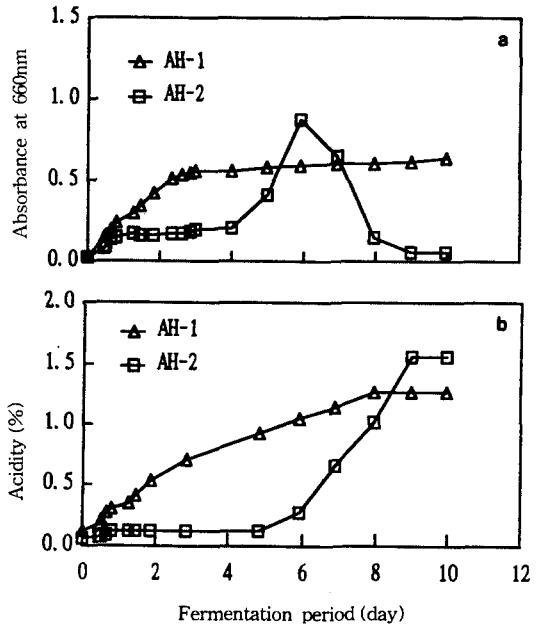 1.5
a
AH-1
AH-2
1.0
0.5
0.0
Absorbance at 660nm
2.0
b
AH-1
AH-2
1.5
1.0
0.5
0.0
Acidity (%)
0 2 4 6 8 10 12
Fermentation period (day)